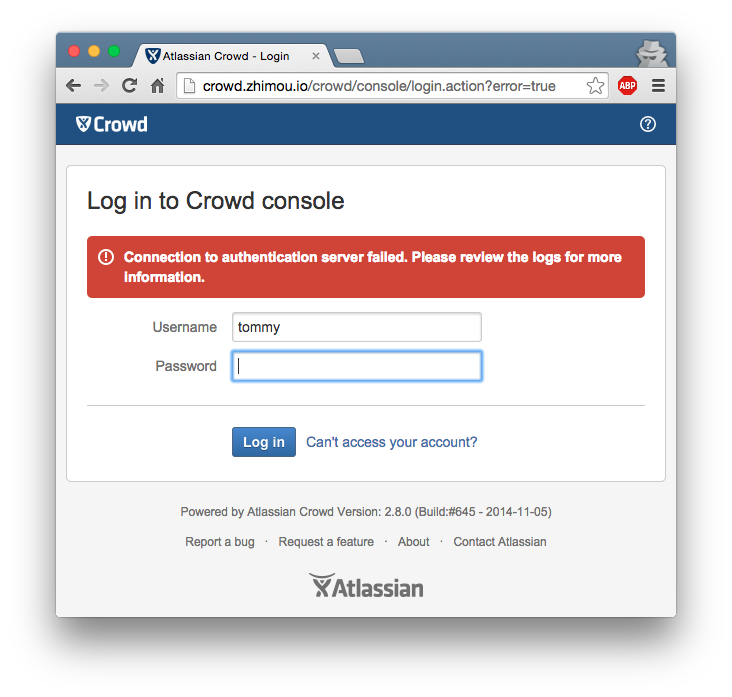 Atlassian Crowd - Login
crowd.zhimou.io/crowd/console/login.action?error=true
ABP
Crowd
Log in to Crowd console
Connection to authentication server failed. Please review the logs for more
information.
Username
tommy
Password
Log in
Can't access your account?
Powered by Atlassian Crowd Version: 2.8.0 (Build:#645 - 2014-11-05)
Report a bug · Request a feature · About · Contact Atlassian
Atlassian